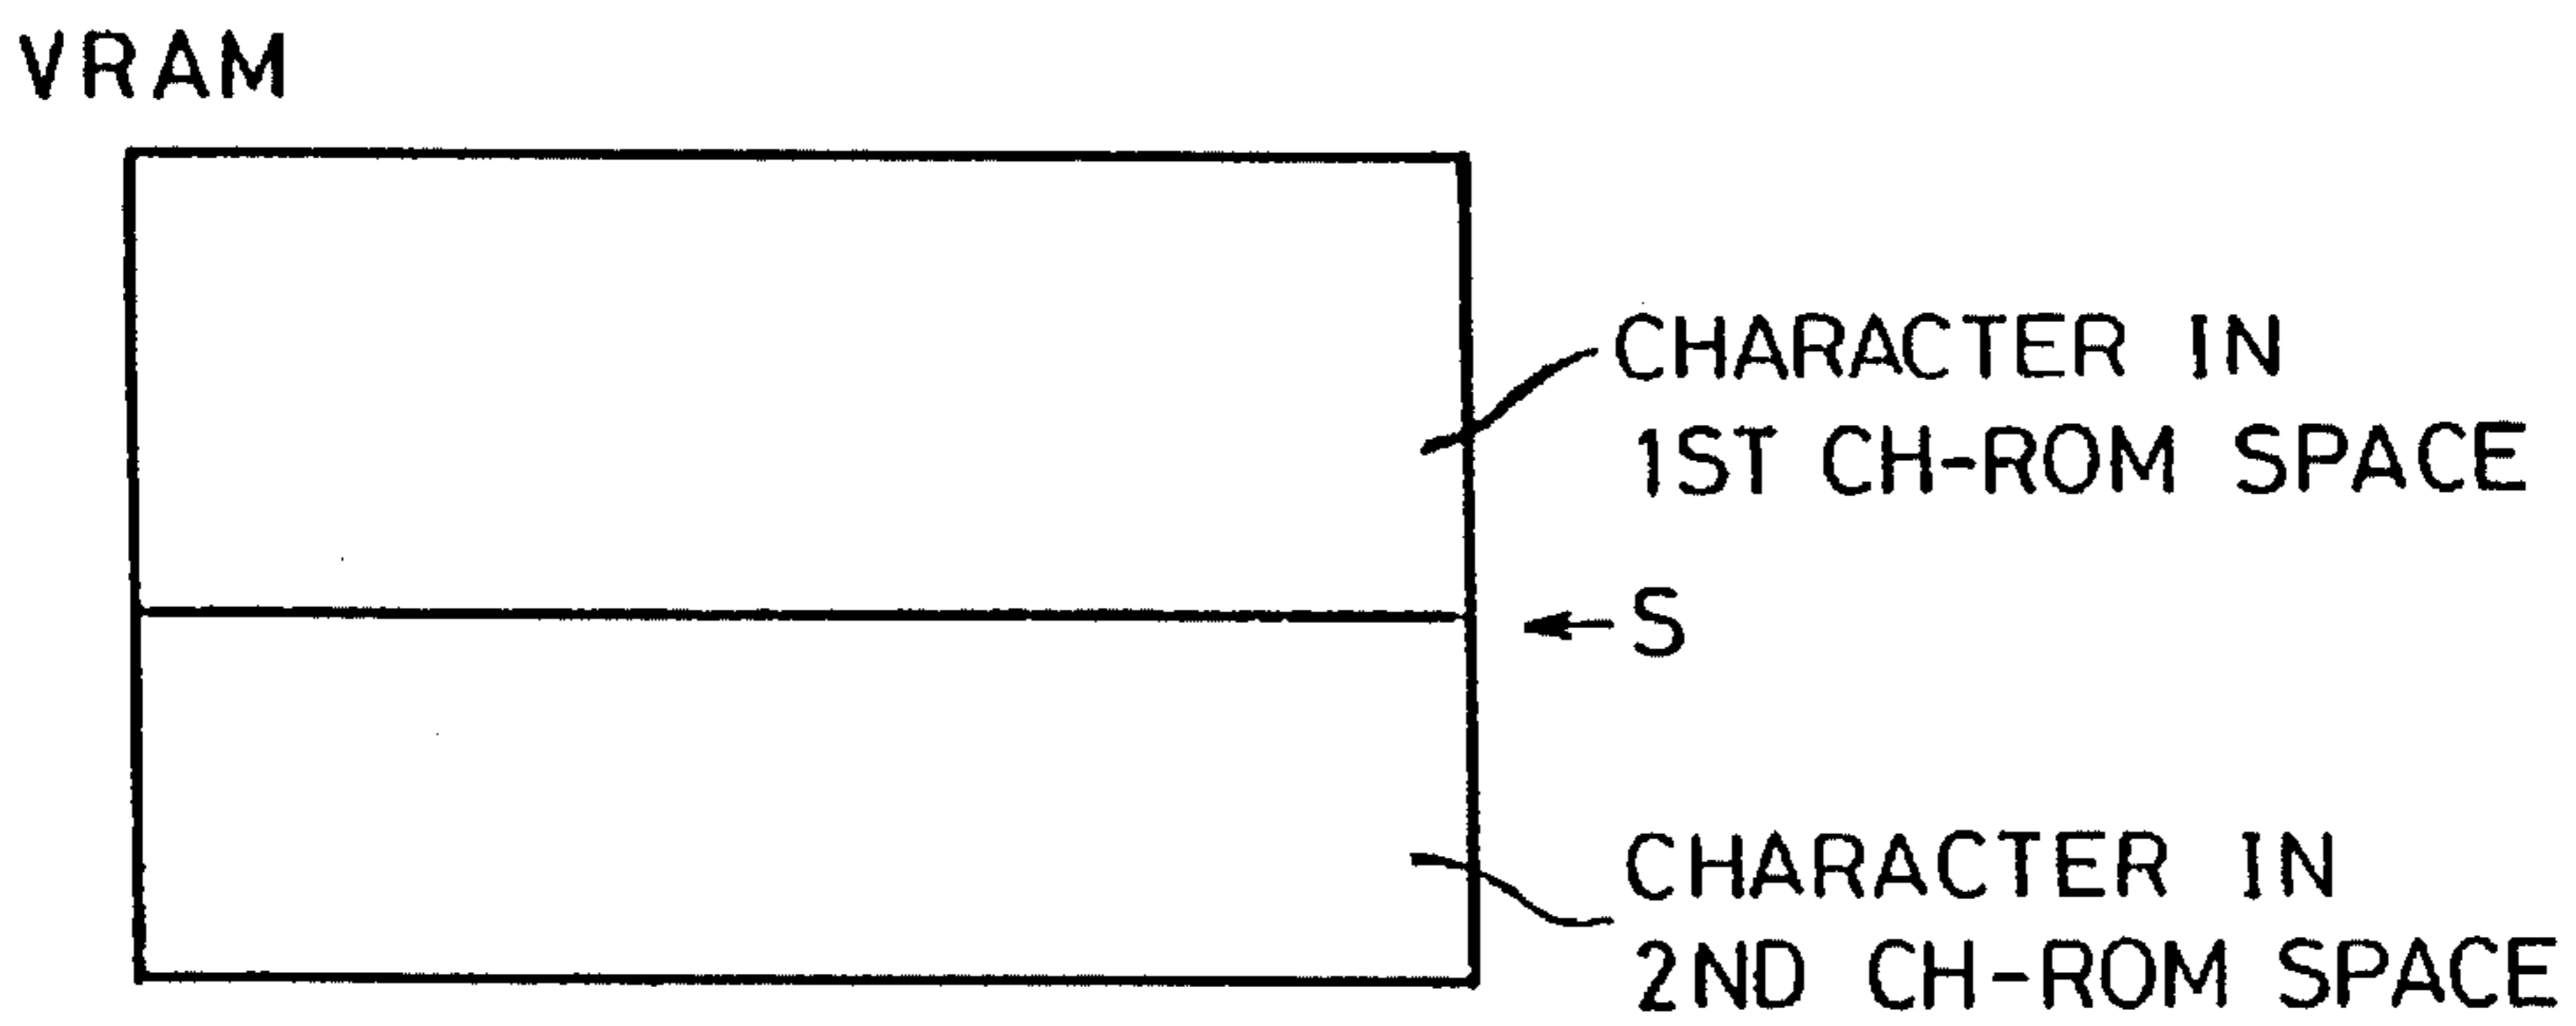 VRAM
CHARACTER IN
1ST CH-ROM SPACE
S
CHARACTER IN
2ND CH-ROM SPACE